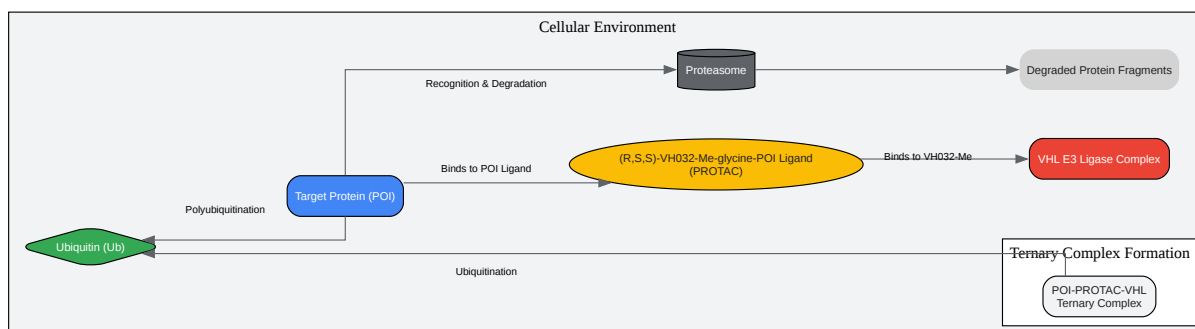 Cellular Environment
Proteasome
Degraded Protein Fragments
Recognition & Degradation
(R,S,S)-VH032-Me-glycine-POI Ligand
(PROTAC)
Binds to VH032-Me
VHL E3 Ligase Complex
Binds to POI Ligand
Target Protein (POI)
Polyubiquitination
Ubiquitin (Ub)
Ubiquitination
Ternary Complex Formation
POI-PROTAC-VHL
Ternary Complex